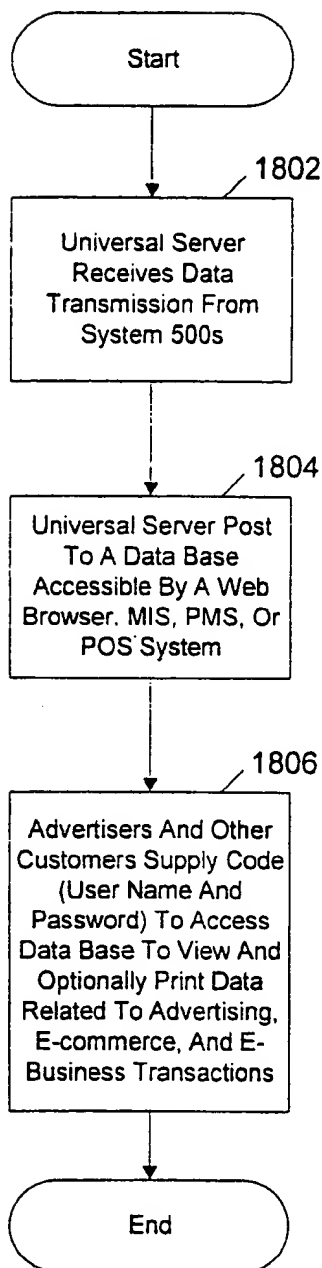 Start
1802
Universal Server
Receives Data
Transmission From
System 500s
1804
Universal Server Post
To A Data Base
Accessible By A Web
Browser. MIS, PMS, Or
POS System
1806
Advertisers And Other
Customers Supply Code
(User Name And
Password) To Access
Data Base To View And
Optionally Print Data
Related To Advertising,
E-commerce, And E-
Business Transactions
End